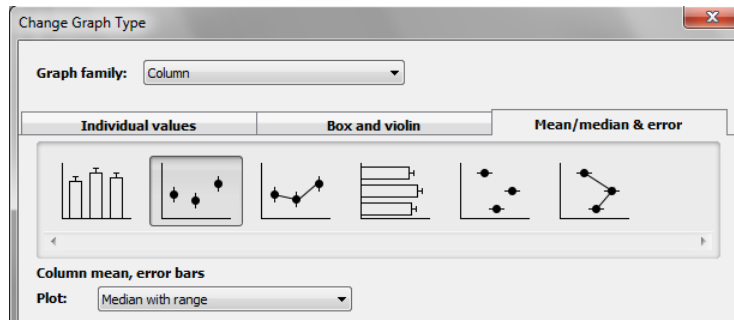 Change Graph Type
Graph family: Column
Individual values
Box and violin
Mean/median & error
Column mean, error bars
Plot: Median with range